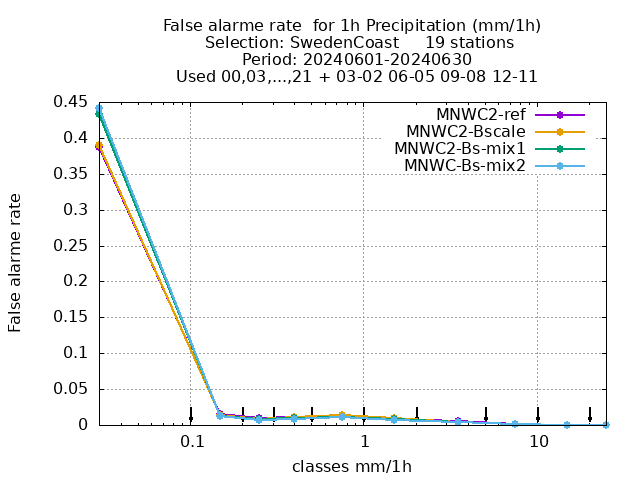 False alarme rate  for 1h Precipitation (mm/1h)
Selection: SwedenCoast     19 stations
Period: 20240601-20240630
Used 00,03,...,21 + 03-02 06-05 09-08 12-11
MNWC2-ref
MNWC2-Bscale
MNWC2-Bs-mix1
MNWC-Bs-mix2
0.45
0.4
0.35
0.3
0.25
0.2
0.15
0.1
0.05
0
False alarme rate
0.1 1 10
classes mm/1h